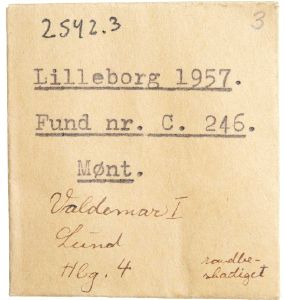 2542.3
3
Lilleborg 1957.
Fund nr. C. 246.
Mønt.
Valdemar I
Lund
Hbg. 4
randbe-
skadiget